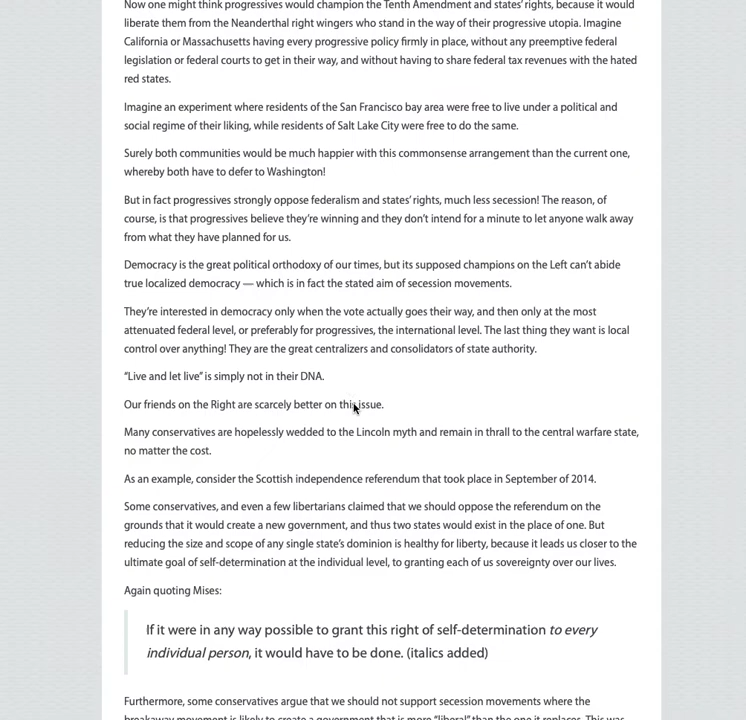 Now one might think progressives would champion the Tenth Amendment and states’ rights, because it would
liberate them from the Neanderthal right wingers who stand in the way of their progressive utopia. Imagine
California or Massachusetts having every progressive policy firmly in place, without any preemptive federal
legislation or federal courts to get in their way, and without having to share federal tax revenues with the hated
red states.
Imagine an experiment where residents of the San Francisco bay area were free to live under a political and
social regime of their liking, while residents of Salt Lake City were free to do the same.
Surely both communities would be much happier with this commonsense arrangement than the current one,
whereby both have to defer to Washington!
But in fact progressives strongly oppose federalism and states’ rights, much less secession! The reason, of
course, is that progressives believe they’re winning and they don’t intend for a minute to let anyone walk away
from what they have planned for us.
Democracy is the great political orthodoxy of our times, but its supposed champions on the Left can’t abide
true localized democracy — which is in fact the stated aim of secession movements.
They’re interested in democracy only when the vote actually goes their way, and then only at the most
attenuated federal level, or preferably for progressives, the international level. The last thing they want is local
control over anything! They are the great centralizers and consolidators of state authority.
“Live and let live” is simply not in their DNA.
Our friends on the Right are scarcely better on this issue.
Many conservatives are hopelessly wedded to the Lincoln myth and remain in thrall to the central warfare state,
no matter the cost.
As an example, consider the Scottish independence referendum that took place in September of 2014.
Some conservatives, and even a few libertarians claimed that we should oppose the referendum on the
grounds that it would create a new government, and thus two states would exist in the place of one. But
reducing the size and scope of any single state’s dominion is healthy for liberty, because it leads us closer to the
ultimate goal of self-determination at the individual level, to granting each of us sovereignty over our lives.
Again quoting Mises:
If it were in any way possible to grant this right of self-determination to every
individual person, it would have to be done. (italics added)
Furthermore, some conservatives argue that we should not support secession movements where the
breakaway movement is likely to create a government that is more “liberal” than the one it replaces. This was